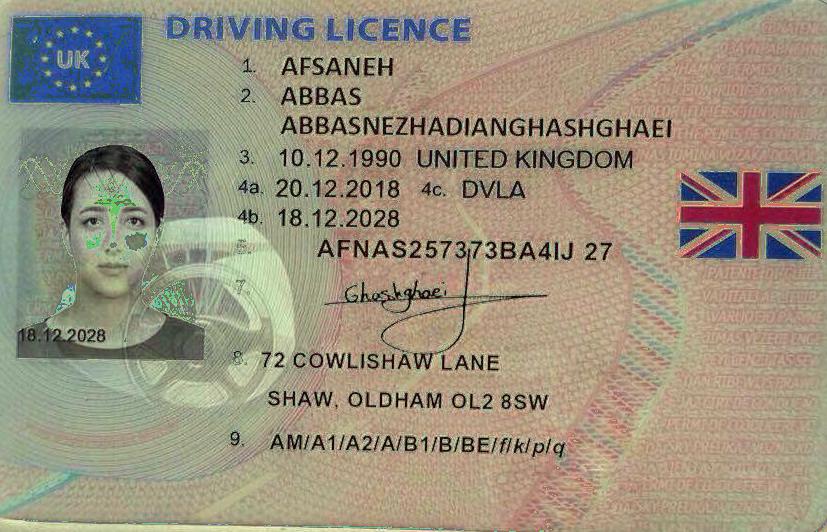 UK
DRIVING LICENCE
1. AFSANEH
2. ABBAS
ABBASNEZHADIANGHASHGHAEI
3. 10.12.1990 UNITED KINGDOM
4a. 20.12.2018 4c. DVLA
4b. 18.12.2028
5. AFNAS257373BA4IJ 27
7. Ghashghaei
18.12.2028
8. 72 COWLISHAW LANE
SHAW, OLDHAM OL2 8SW
9. AM/A1/A2/A/B1/B/BE/f/k/p/q